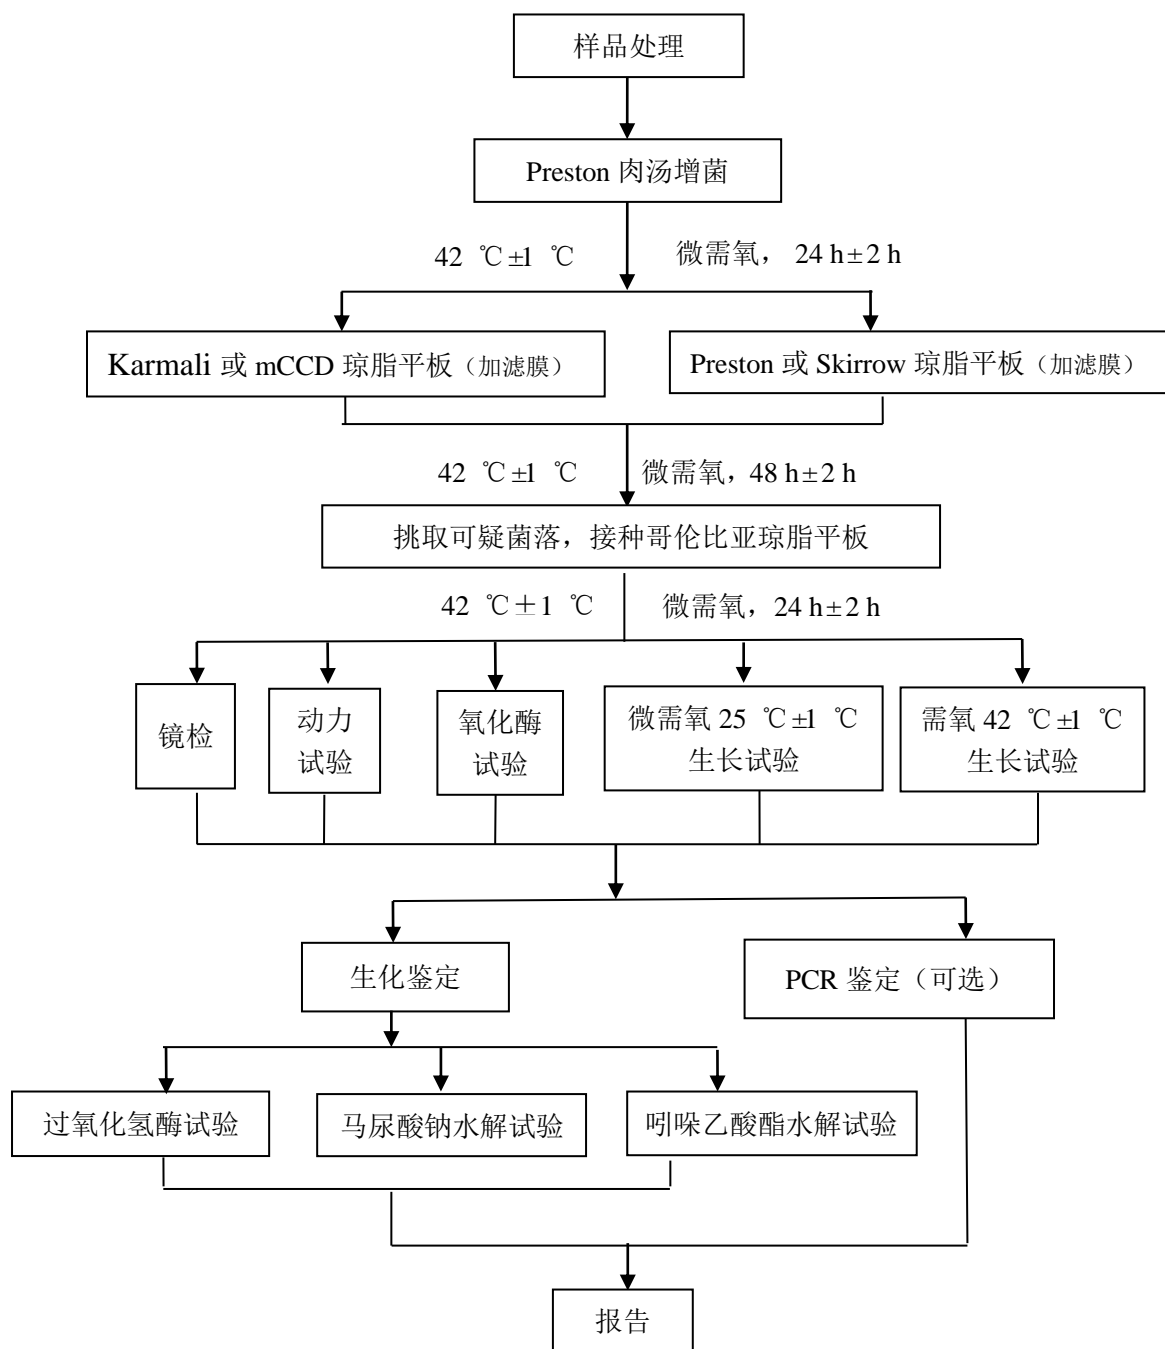 样品处理
Preston 肉汤增菌
42 ℃±1 ℃ 微需氧， 24 h±2 h
Karmali 或 mCCD 琼脂平板（加滤膜） Preston 或 Skirrow 琼脂平板（加滤膜）
42 ℃±1 ℃ 微需氧，48 h±2 h
挑取可疑菌落，接种哥伦比亚琼脂平板
42 ℃±1 ℃ 微需氧，24 h±2 h
镜检
动力
试验
氧化酶
试验
微需氧 25 ℃±1 ℃
生长试验
需氧 42 ℃±1 ℃
生长试验
生化鉴定 PCR 鉴定（可选）
过氧化氢酶试验 马尿酸钠水解试验 吲哚乙酸酯水解试验
报告